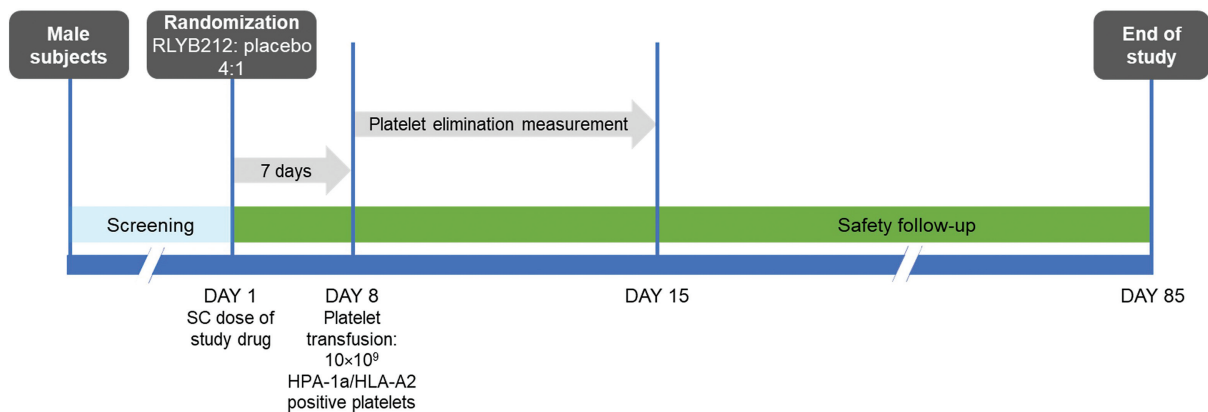 Male
subjects
Randomization
RLYB212: placebo
4:1
End of
study
Platelet elimination measurement
7 days
Screening
Safety follow-up
DAY 1
SC dose of
study drug
DAY 8
Platelet
transfusion:
10×10⁹
HPA-1a/HLA-A2
positive platelets
DAY 15
DAY 85